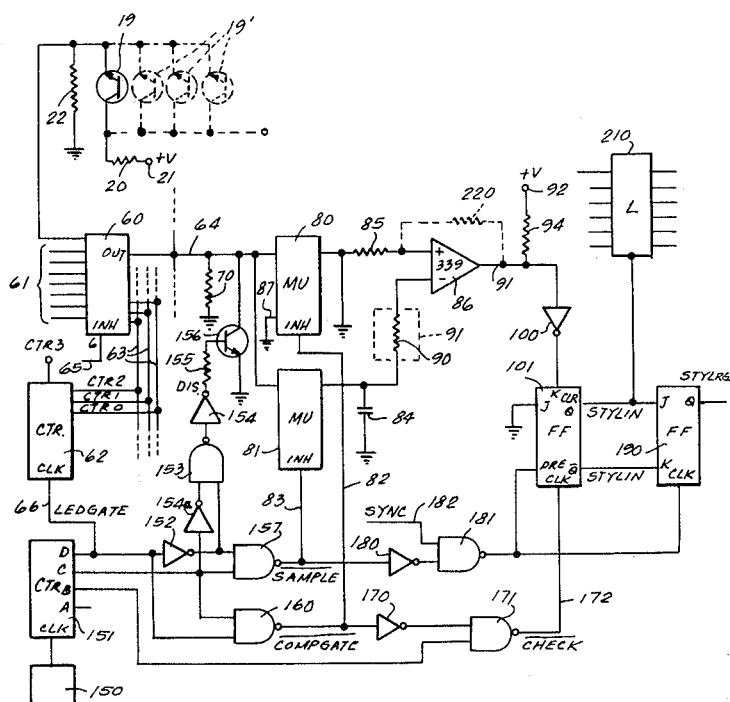 19
19'
22
+V
20
21
210
L
+V
92
60
64
80
85
220
94
OUT
MU
+
339
-
91
86
61
70
87
INH
INH
6
65
63
156
91
90
100
155
CTR3
CTR2
CTR1
CTR0
DIS
154
MU
81
INH
84
101
K CLR
J
Q
FF
STYLIN
J Q
FF
190
K
CLK
STYLRG
CTR.
CLK
62
153
PRE Q
CLK
STYLIN
66
LEDGATE
154a
83
82
SYNC
182
181
152
157
180
D
C
CTR B
A
CLK
151
SAMPLE
160
170
171
172
COMPGATE
CHECK
150